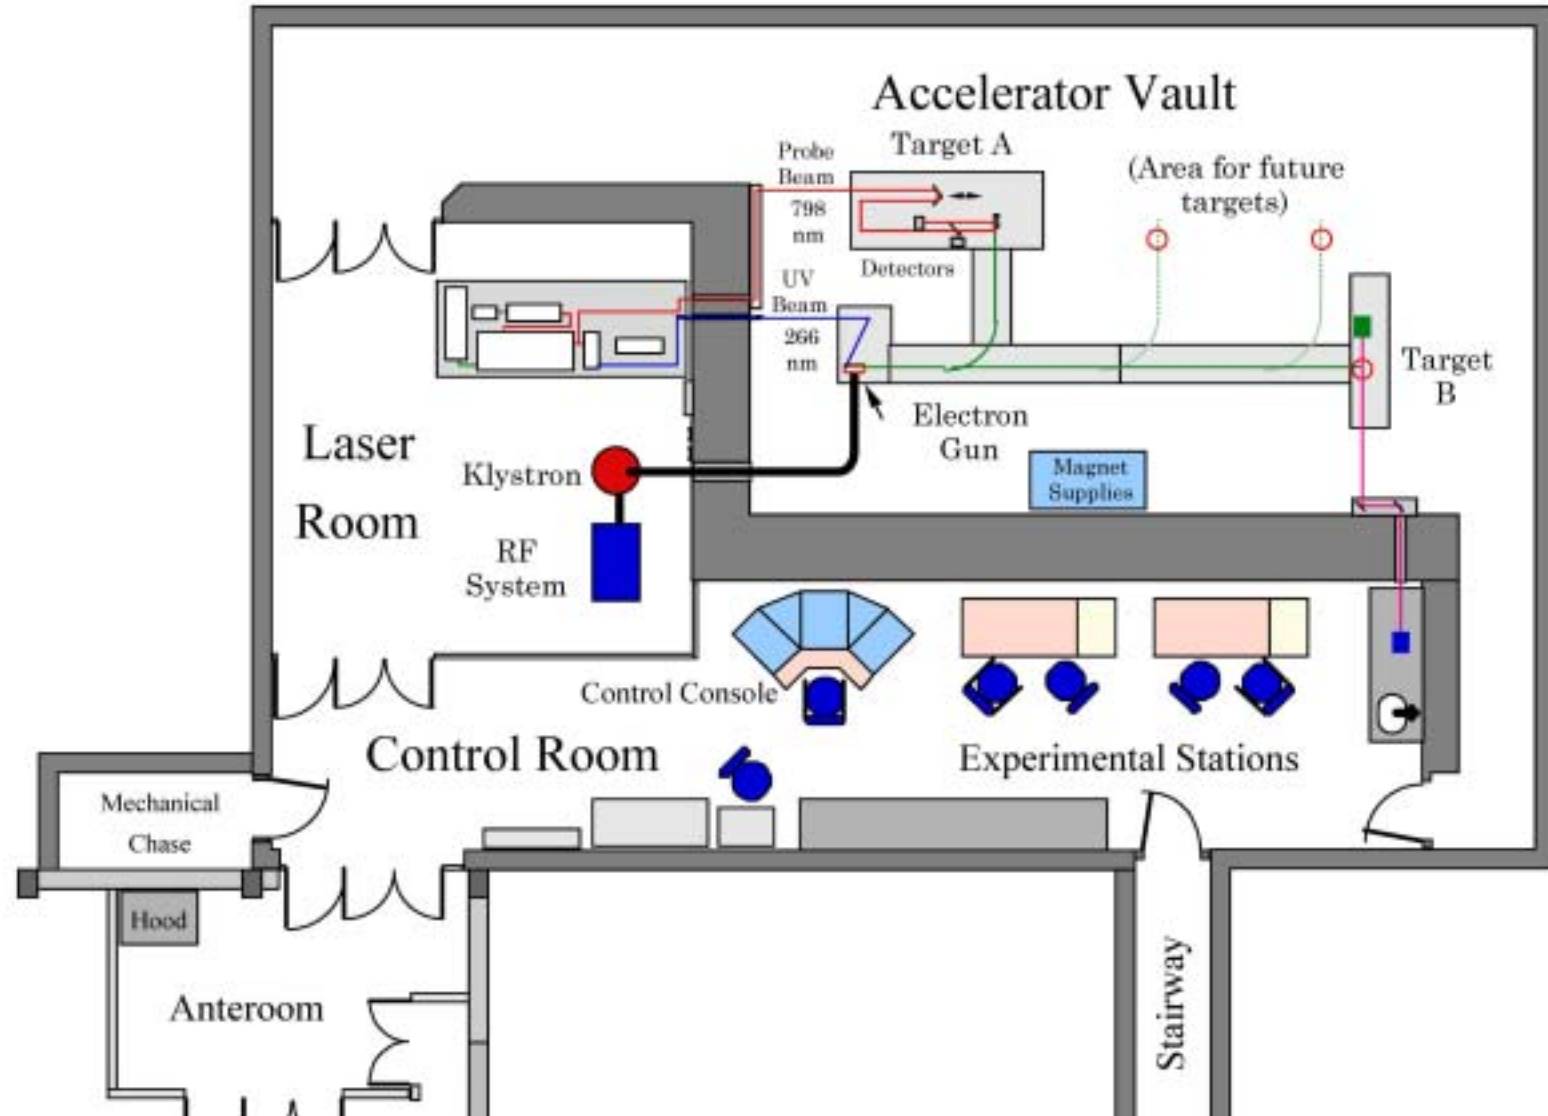 Accelerator Vault
Probe
Beam
798
nm
Target A
(Area for future
targets)
Detectors
UV
Beam
266
nm
Target
B
Electron
Gun
Laser
Room
Klystron
Magnet
Supplies
RF
System
Control Console
Control Room
Experimental Stations
Mechanical
Chase
Hood
Anteroom
Stairway